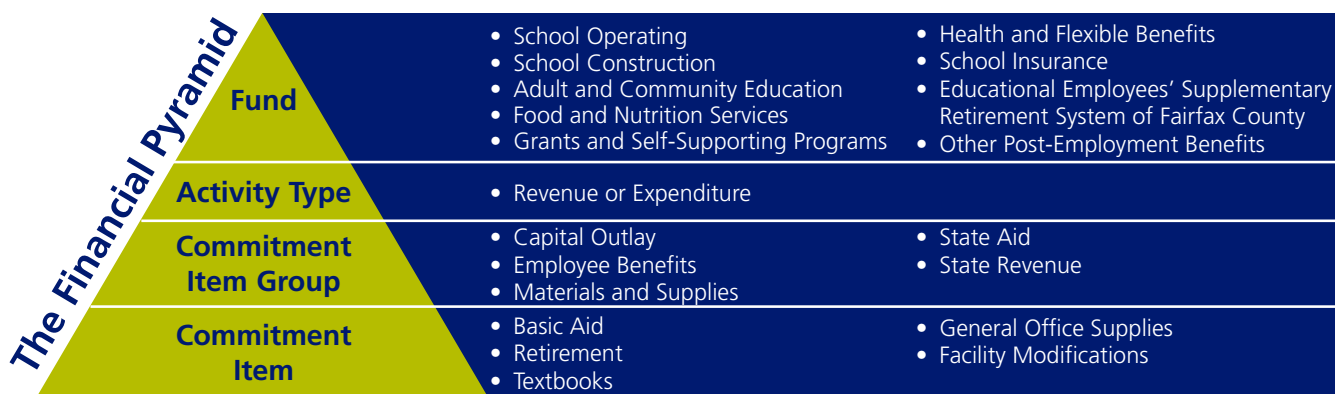 The Financial Pyramid
Fund
• School Operating
• School Construction
• Adult and Community Education
• Food and Nutrition Services
• Grants and Self-Supporting Programs
• Health and Flexible Benefits
• School Insurance
• Educational Employees' Supplementary
Retirement System of Fairfax County
• Other Post-Employment Benefits
Activity Type
• Revenue or Expenditure
Commitment
Item Group
• Capital Outlay
• Employee Benefits
• Materials and Supplies
• State Aid
• State Revenue
Commitment
Item
• Basic Aid
• Retirement
• Textbooks
• General Office Supplies
• Facility Modifications